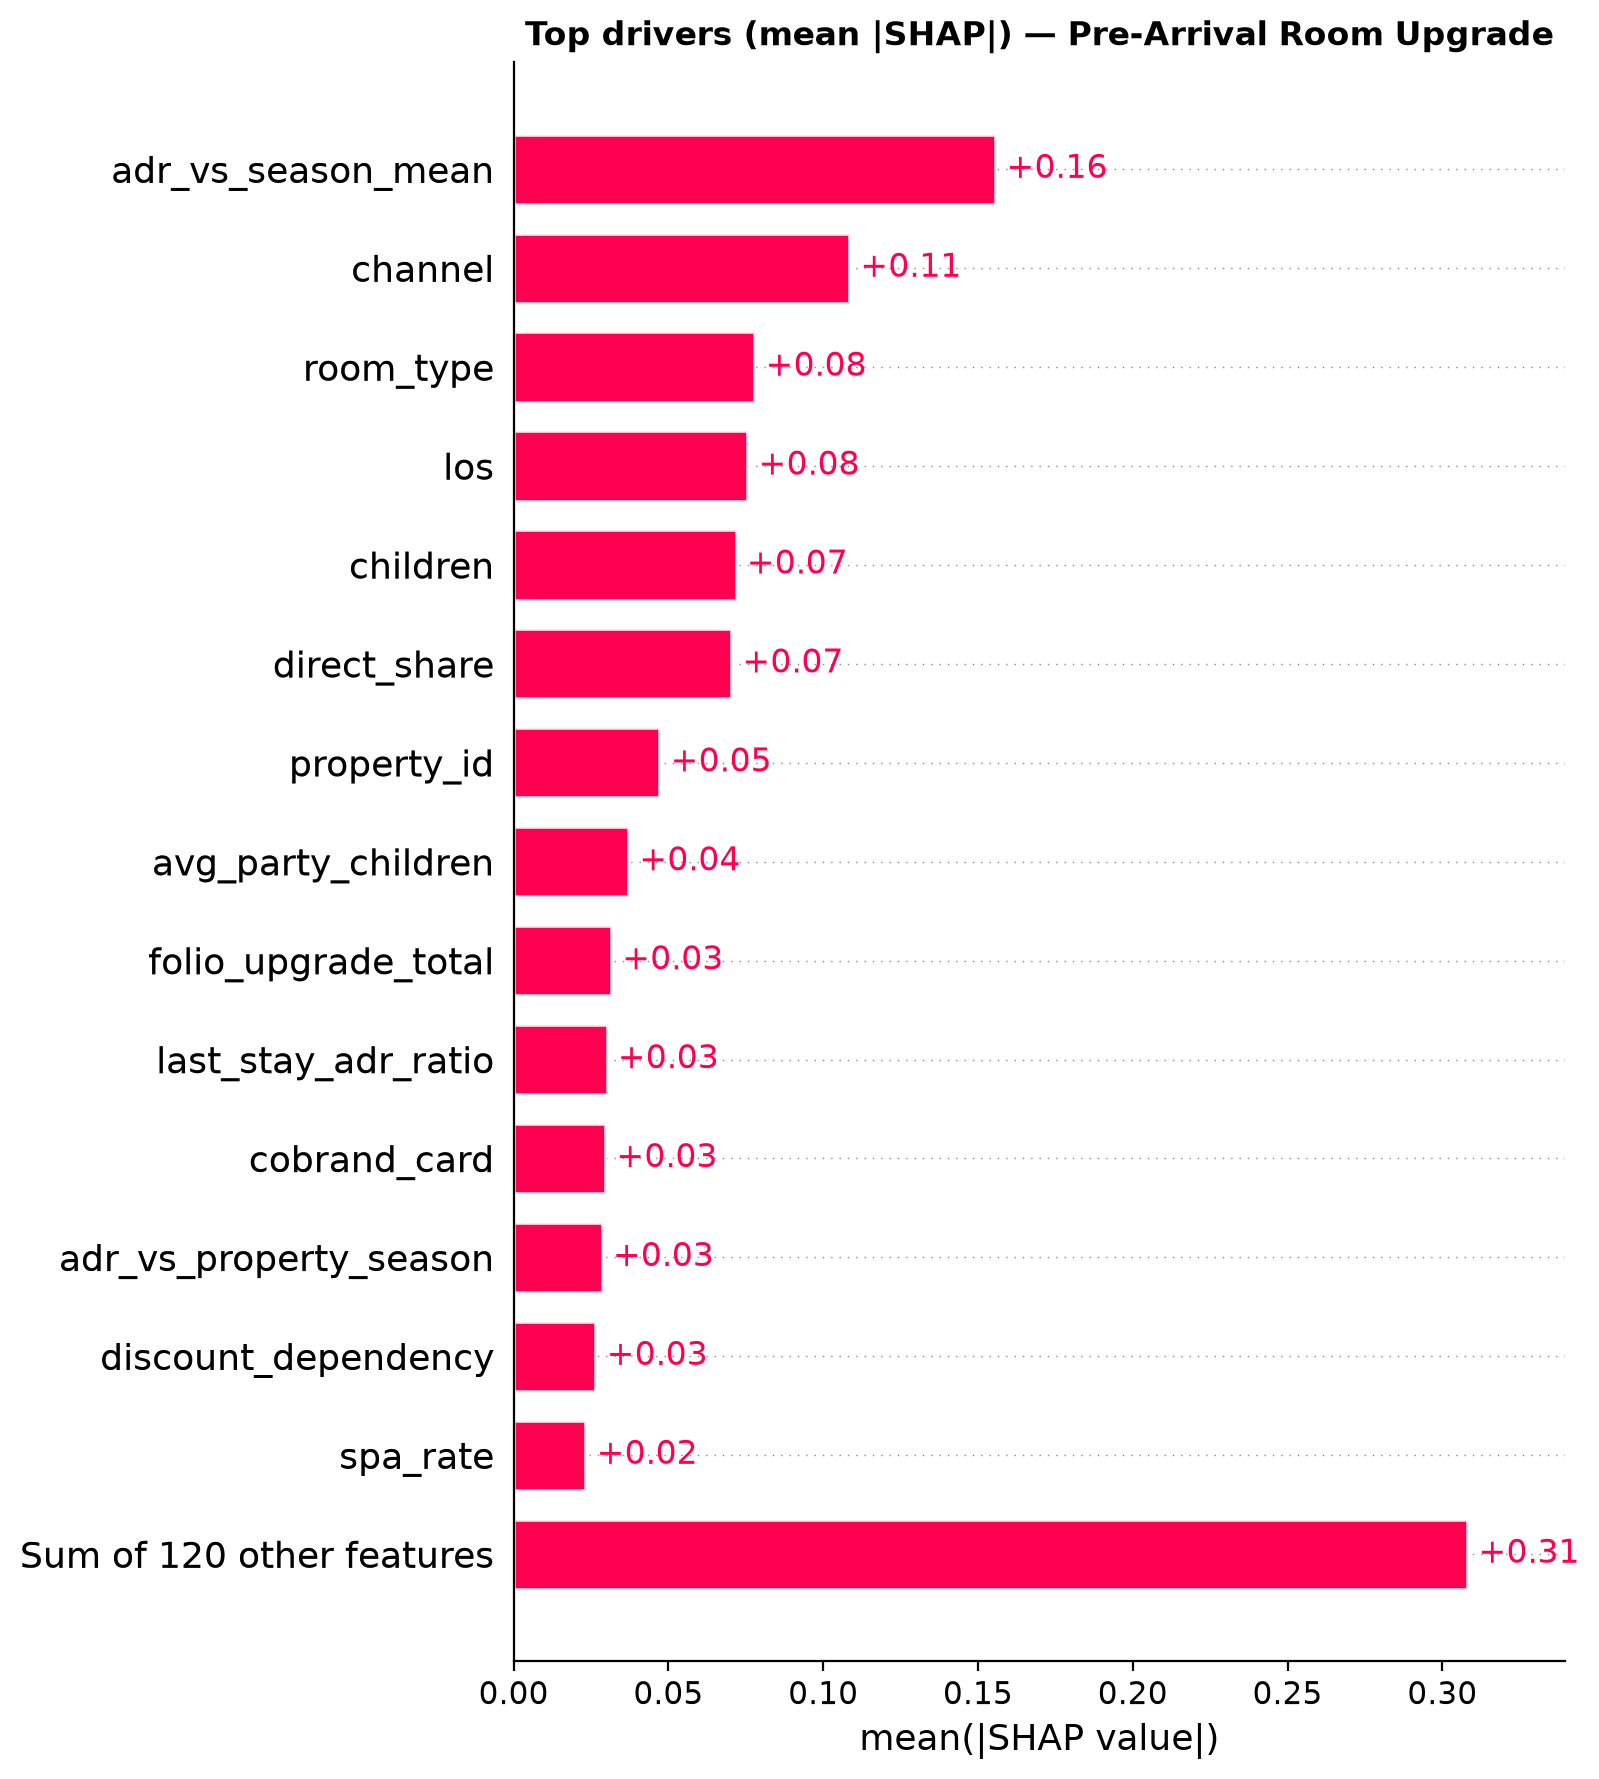 Top drivers (mean |SHAP|) — Pre-Arrival Room Upgrade
adr_vs_season_mean +0.16
channel +0.11
room_type +0.08
los +0.08
children +0.07
direct_share +0.07
property_id +0.05
avg_party_children +0.04
folio_upgrade_total +0.03
last_stay_adr_ratio +0.03
cobrand_card +0.03
adr_vs_property_season +0.03
discount_dependency +0.03
spa_rate +0.02
Sum of 120 other features +0.31
0.00 0.05 0.10 0.15 0.20 0.25 0.30
mean(|SHAP value|)